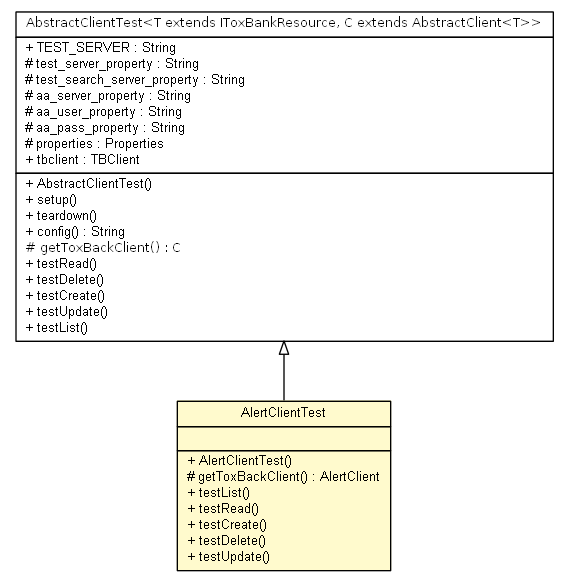 AbstractClientTest<T extends IToxBankResource, C extends AbstractClient<T>>
+ TEST_SERVER : String
# test_server_property : String
# test_search_server_property : String
# aa_server_property : String
# aa_user_property : String
# aa_pass_property : String
# properties : Properties
+ tbclient : TBClient
+ AbstractClientTest()
+ setup()
+ teardown()
+ config() : String
# getToxBackClient() : C
+ testRead()
+ testDelete()
+ testCreate()
+ testUpdate()
+ testList()
AlertClientTest
+ AlertClientTest()
# getToxBackClient() : AlertClient
+ testList()
+ testRead()
+ testCreate()
+ testDelete()
+ testUpdate()